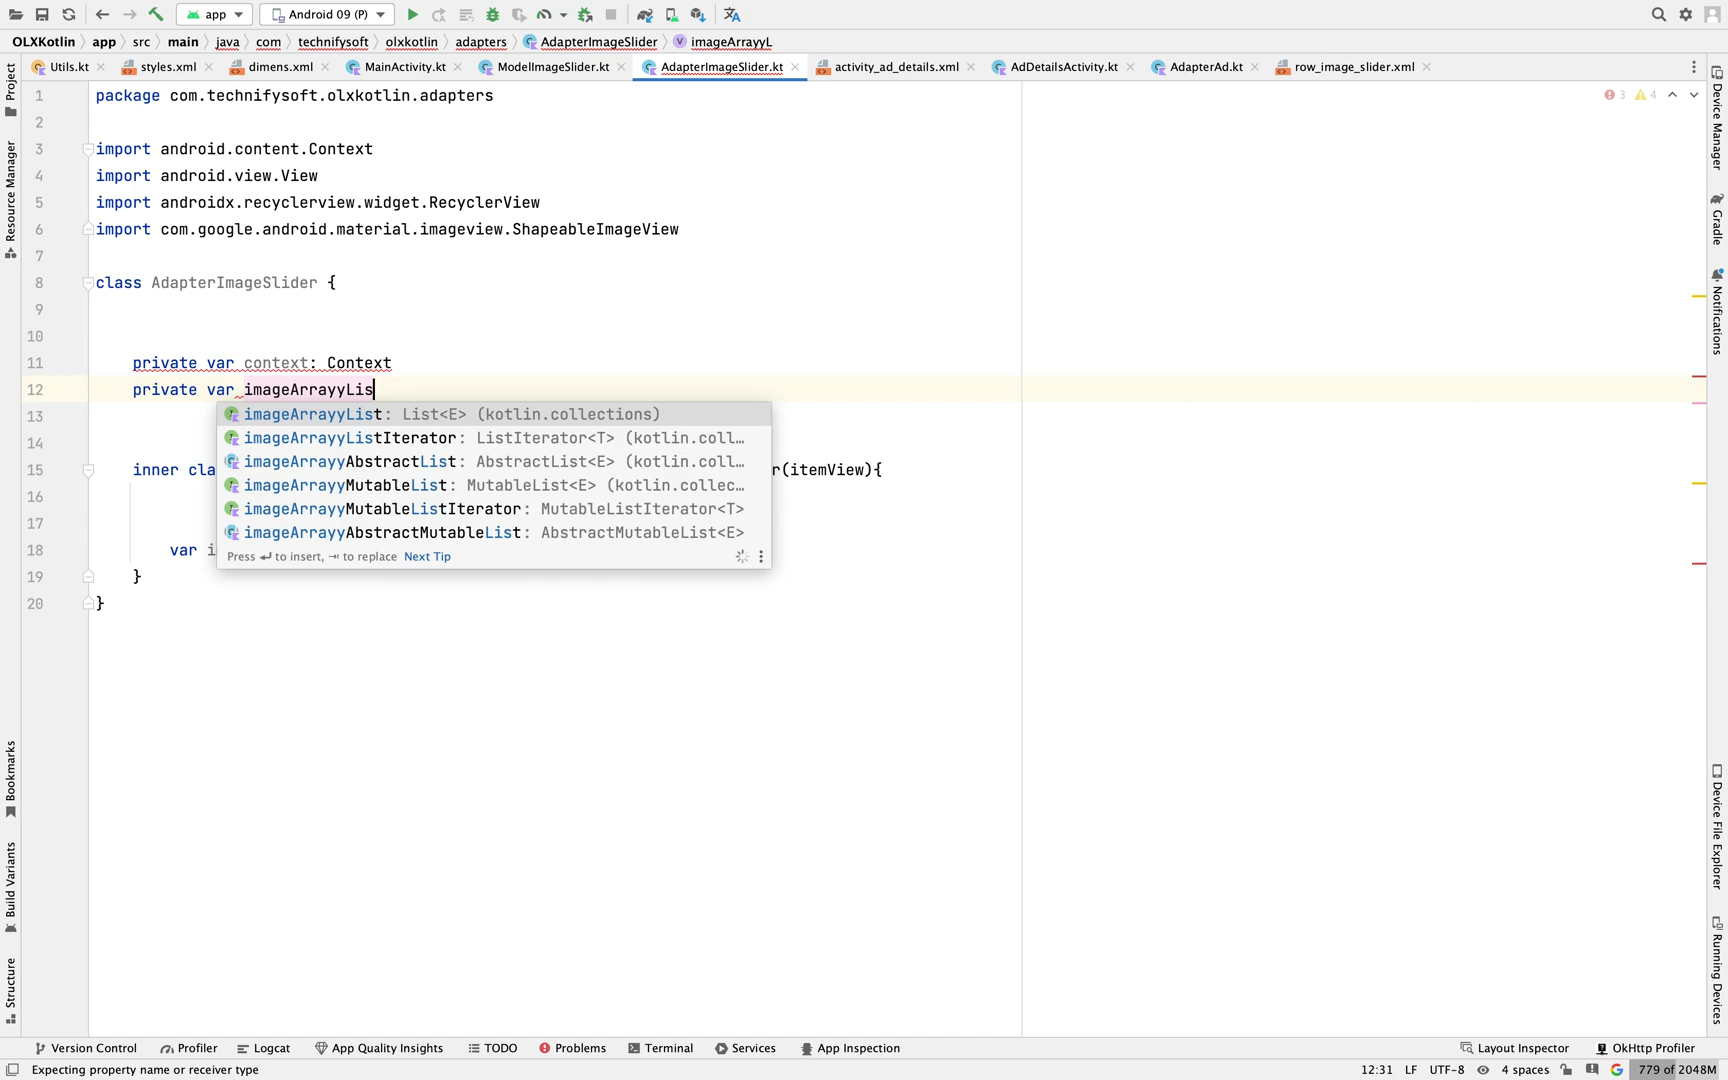 app
Android 09 (P)
OLXKotlin
app
src
main
java
com
technifysoft
olxkotlin
adapters
AdapterImageSlider
imageArrayyL
Utils.kt
styles.xml
dimens.xml
MainActivity.kt
ModelImageSlider.kt
AdapterImageSlider.kt
activity_ad_details.xml
AdDetailsActivity.kt
AdapterAd.kt
row_image_slider.xml
3
4
1 package com.technifysoft.olxkotlin.adapters
2
3 import android.content.Context
4 import android.view.View
5 import androidx.recyclerview.widget.RecyclerView
6 import com.google.android.material.imageview.ShapeableImageView
7
8 class AdapterImageSlider {
9
10
11 private var context: Context
12 private var imageArrayyLis
13
14
15 inner cla r(itemView){
16
17
18 var i
19 }
20 }
imageArrayyList: List<E> (kotlin.collections)
imageArrayyListIterator: ListIterator<T> (kotlin.coll…
imageArrayyAbstractList: AbstractList<E> (kotlin.coll…
imageArrayyMutableList: MutableList<E> (kotlin.collec…
imageArrayyMutableListIterator: MutableListIterator<T>
imageArrayyAbstractMutableList: AbstractMutableList<E>
Press ↵ to insert, ⇥ to replace Next Tip
Project
Resource Manager
Bookmarks
Build Variants
Structure
Device Manager
Gradle
Notifications
Device File Explorer
Running Devices
Version Control
Profiler
Logcat
App Quality Insights
TODO
Problems
Terminal
Services
App Inspection
Layout Inspector
OkHttp Profiler
Expecting property name or receiver type
12:31
LF
UTF-8
4 spaces
779 of 2048M